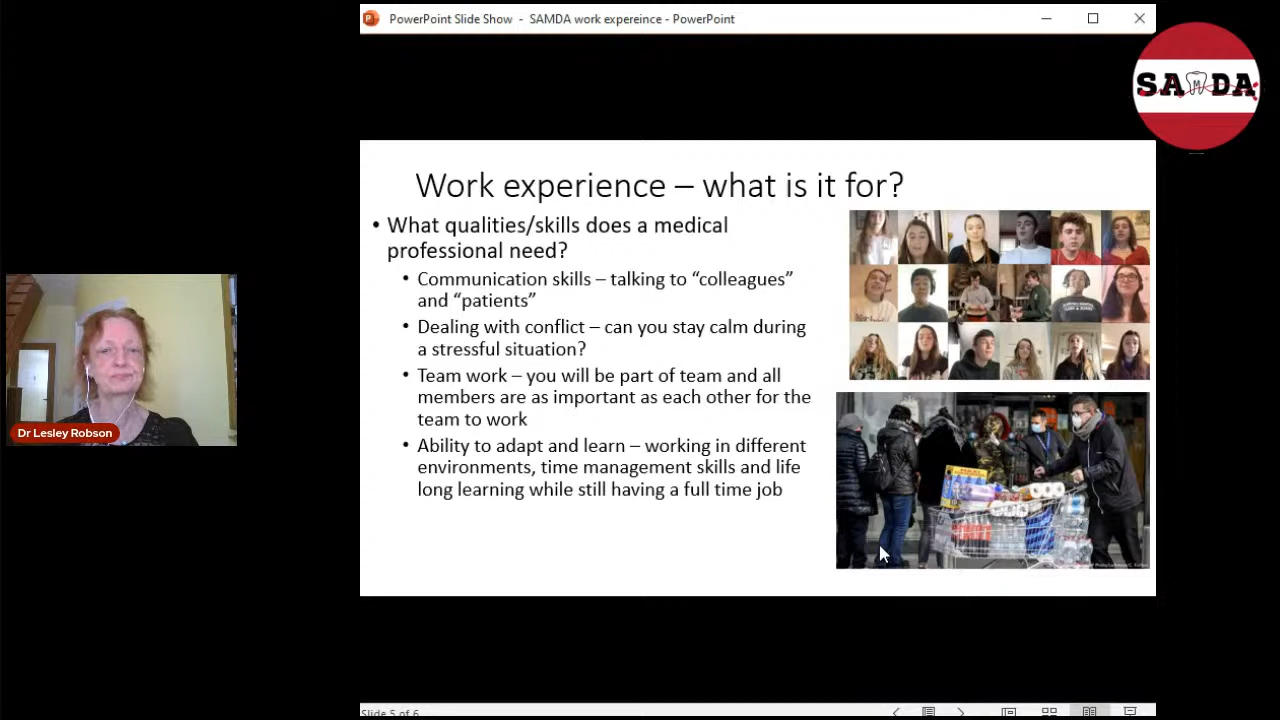 PowerPoint Slide Show - SAMDA work expereince - PowerPoint
SAMDA
Work experience – what is it for?
• What qualities/skills does a medical
professional need?
• Communication skills – talking to “colleagues”
and “patients”
• Dealing with conflict – can you stay calm during
a stressful situation?
• Team work – you will be part of team and all
members are as important as each other for the
team to work
• Ability to adapt and learn – working in different
environments, time management skills and life
long learning while still having a full time job
Dr Lesley Robson
Slide 5 of 6